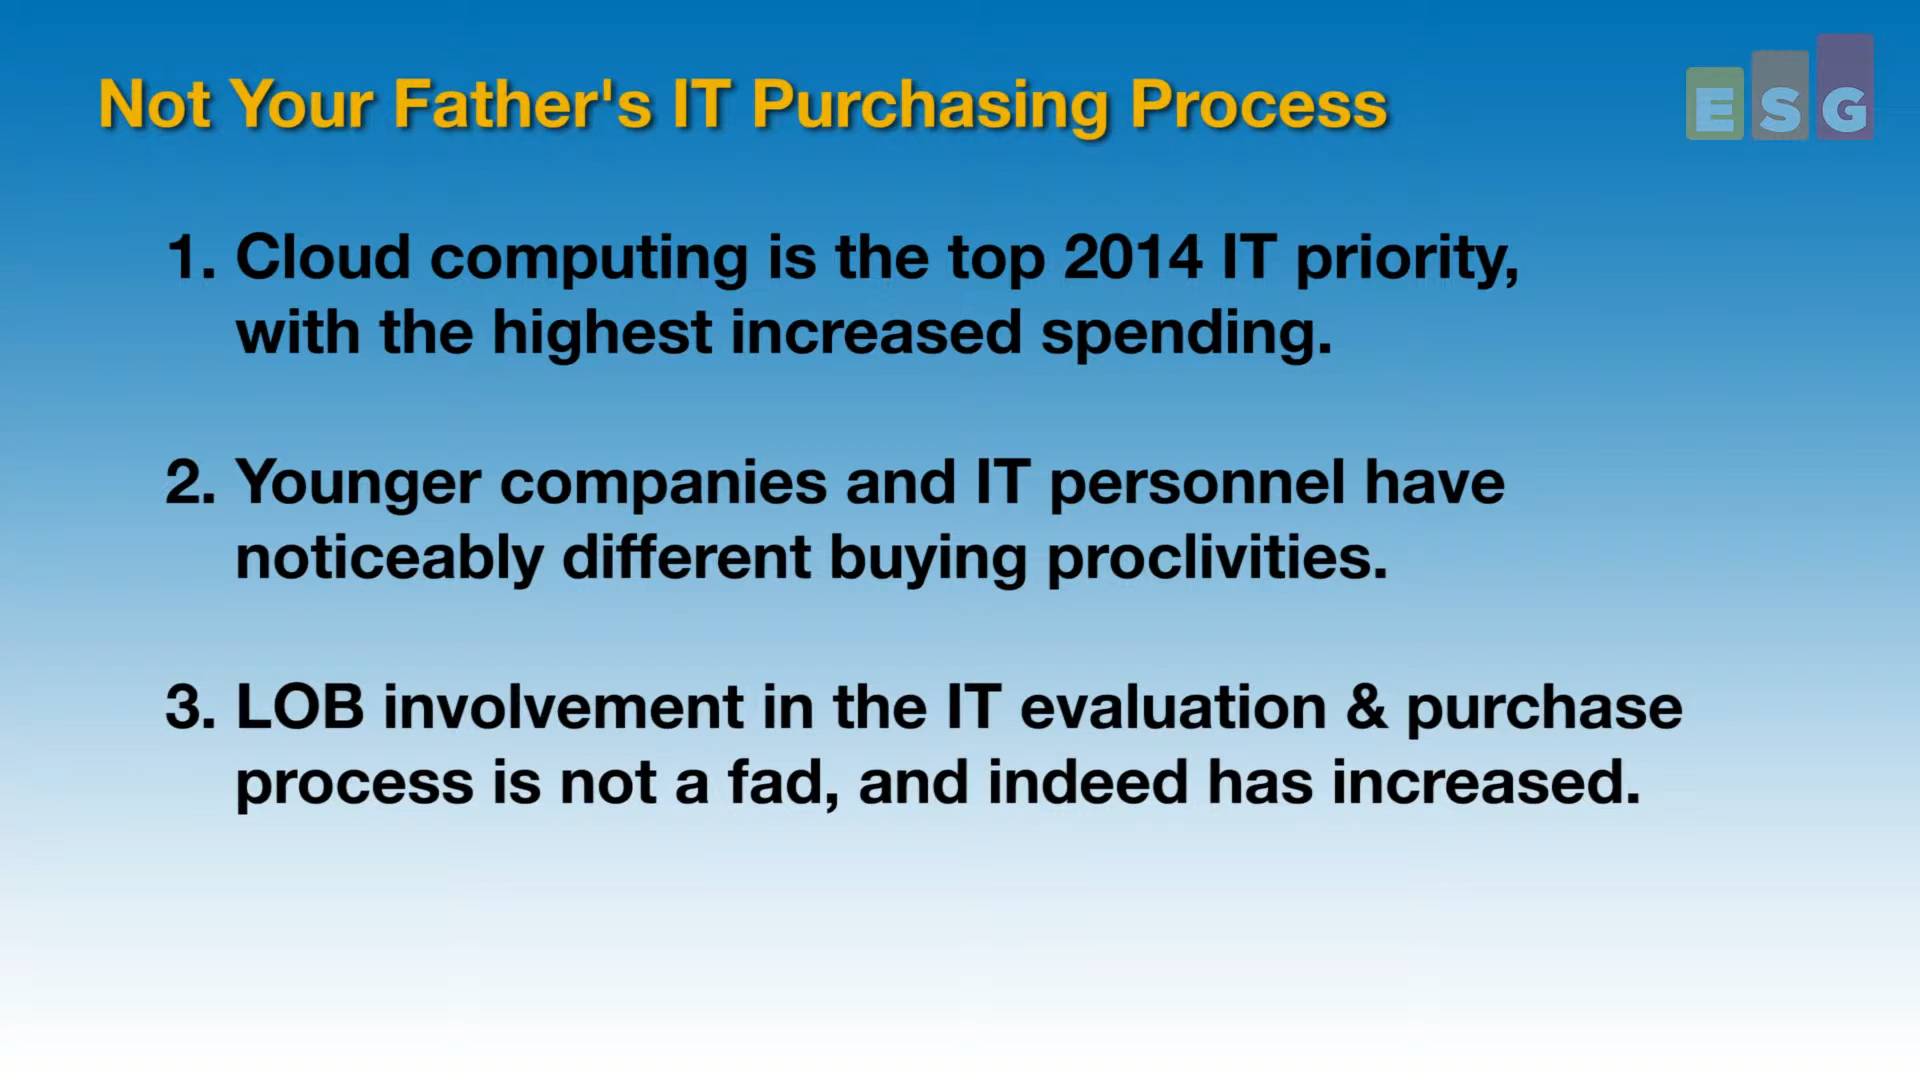 Not Your Father's IT Purchasing Process
ESG
1. Cloud computing is the top 2014 IT priority,
with the highest increased spending.
2. Younger companies and IT personnel have
noticeably different buying proclivities.
3. LOB involvement in the IT evaluation & purchase
process is not a fad, and indeed has increased.